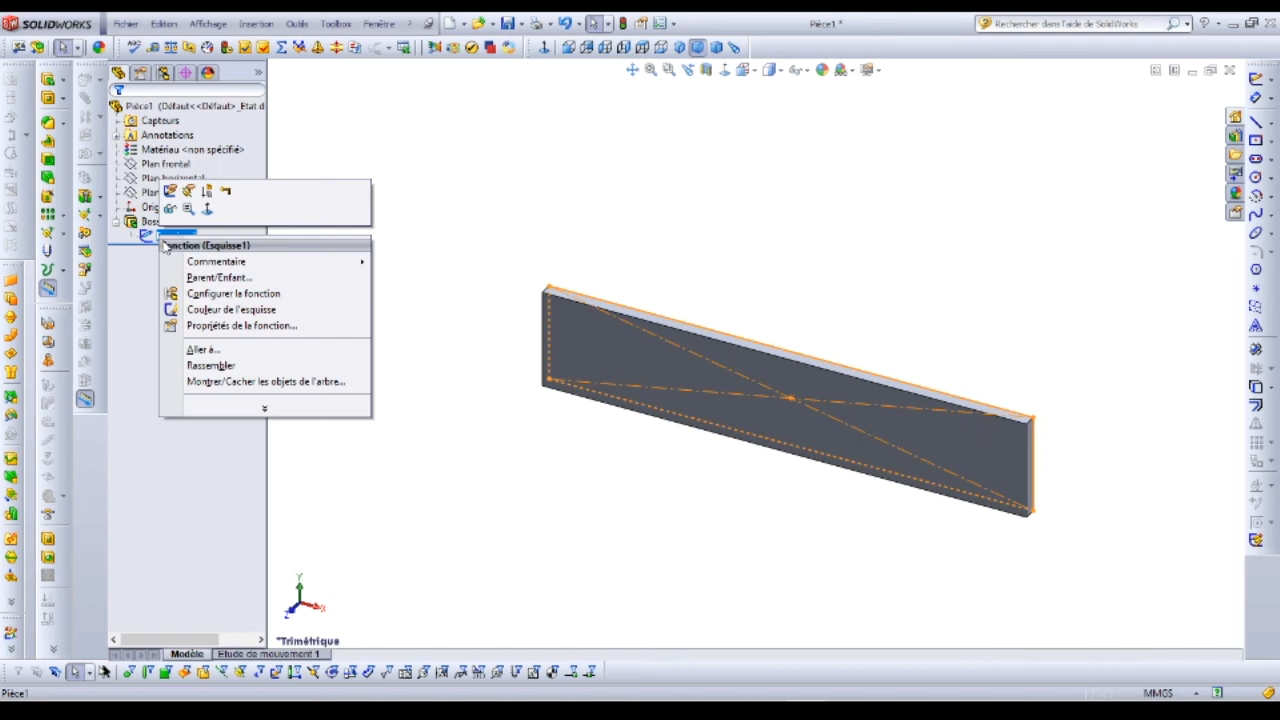 SOLIDWORKS
Fichier Edition Affichage Insertion Outils Toolbox Fenêtre ?
Pièce1 *
Rechercher dans l'aide de SolidWorks
Pièce1 (Défaut<<Défaut>_Etat d
Capteurs
Annotations
Matériau <non spécifié>
Plan frontal
Plan horizontal
Plan
Orig
Boss
Fonction (Esquisse1)
Commentaire
Parent/Enfant...
Configurer la fonction
Couleur de l'esquisse
Propriétés de la fonction...
Aller à...
Rassembler
Montrer/Cacher les objets de l'arbre...
Y
X
Z
*Trimétrique
Modèle Etude de mouvement 1
Pièce1
MMGS